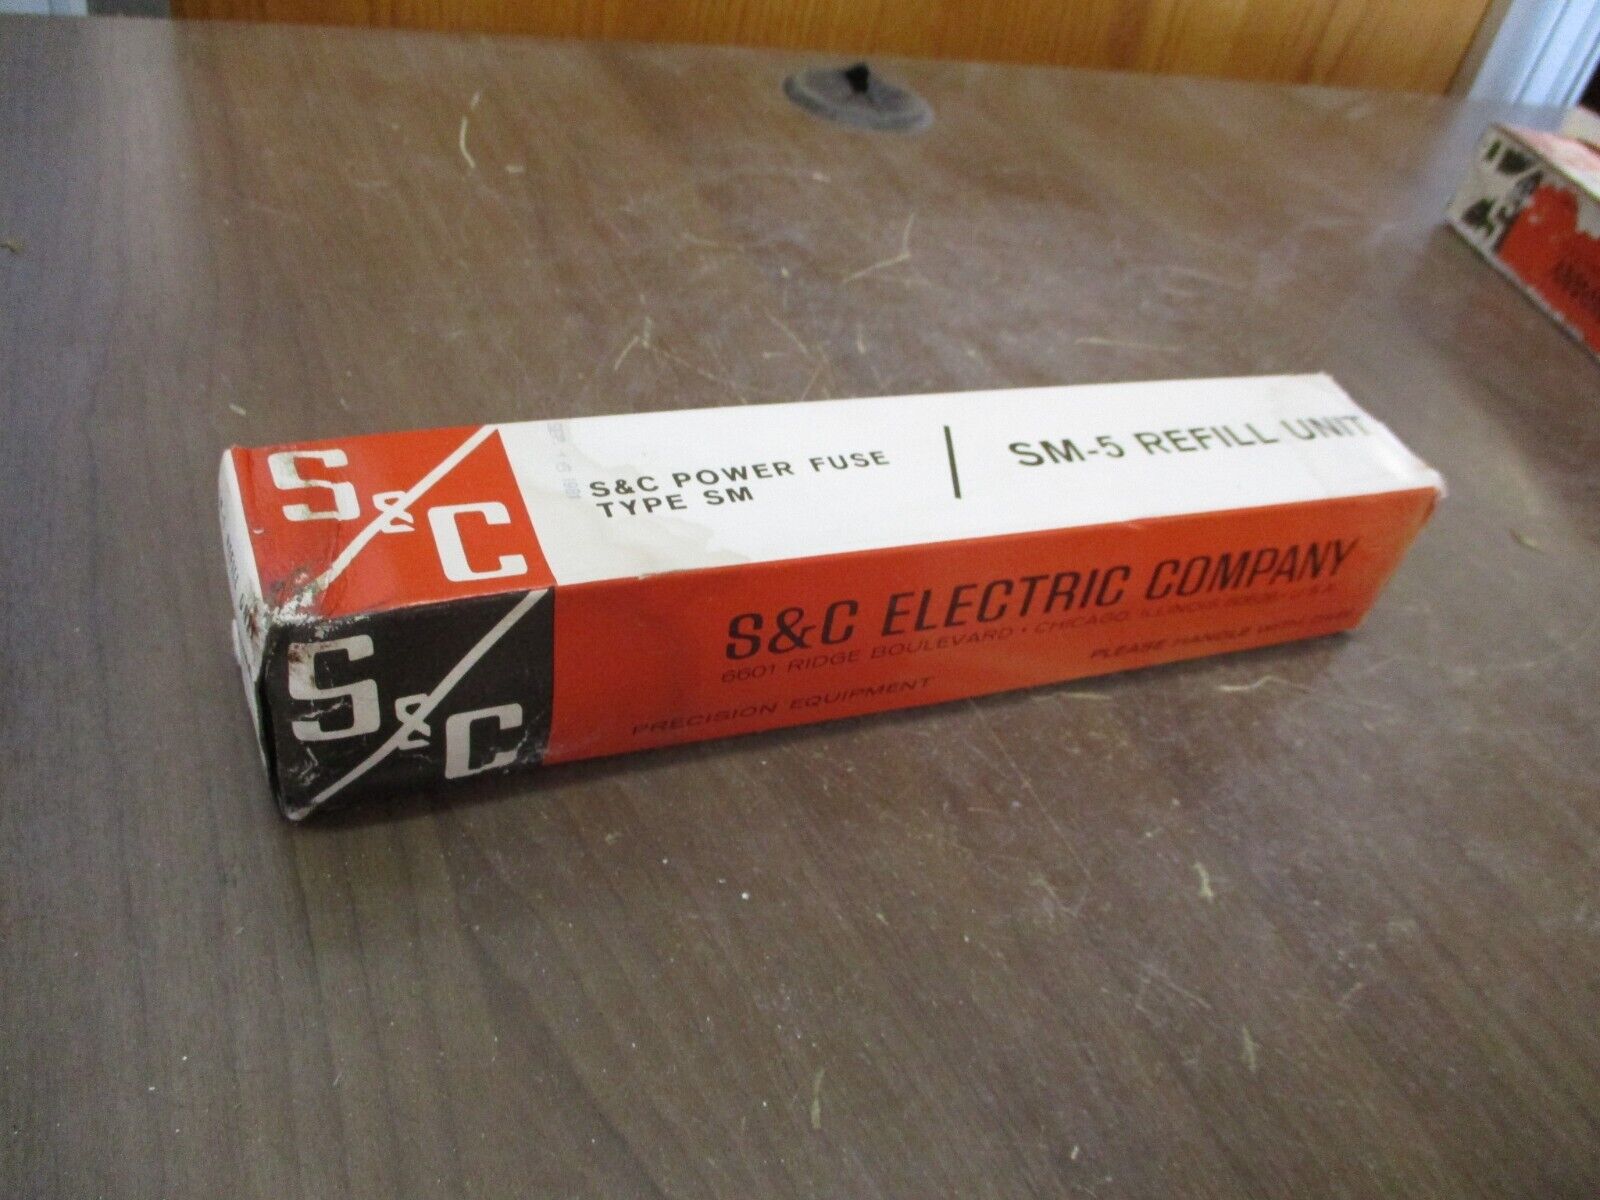 S&C
S&C POWER FUSE
TYPE SM
SM-5 REFILL UNIT
S&C
S&C ELECTRIC COMPANY
6601 RIDGE BOULEVARD • CHICAGO, ILLINOIS 60626 • U.S.A.
PRECISION EQUIPMENT
PLEASE HANDLE WITH CARE